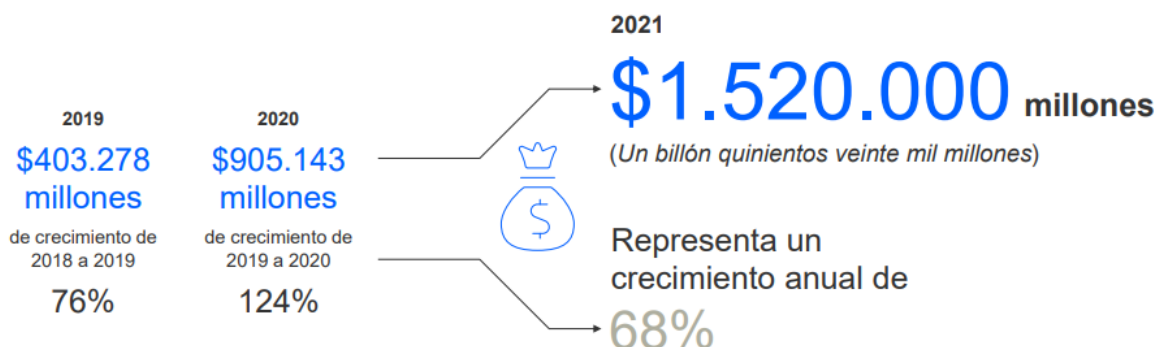 2019
$403.278
millones
de crecimiento de
2018 a 2019
76%
2020
$905.143
millones
de crecimiento de
2019 a 2020
124%
2021
$1.520.000 millones
(Un billón quinientos veinte mil millones)
$
Representa un
crecimiento anual de
68%